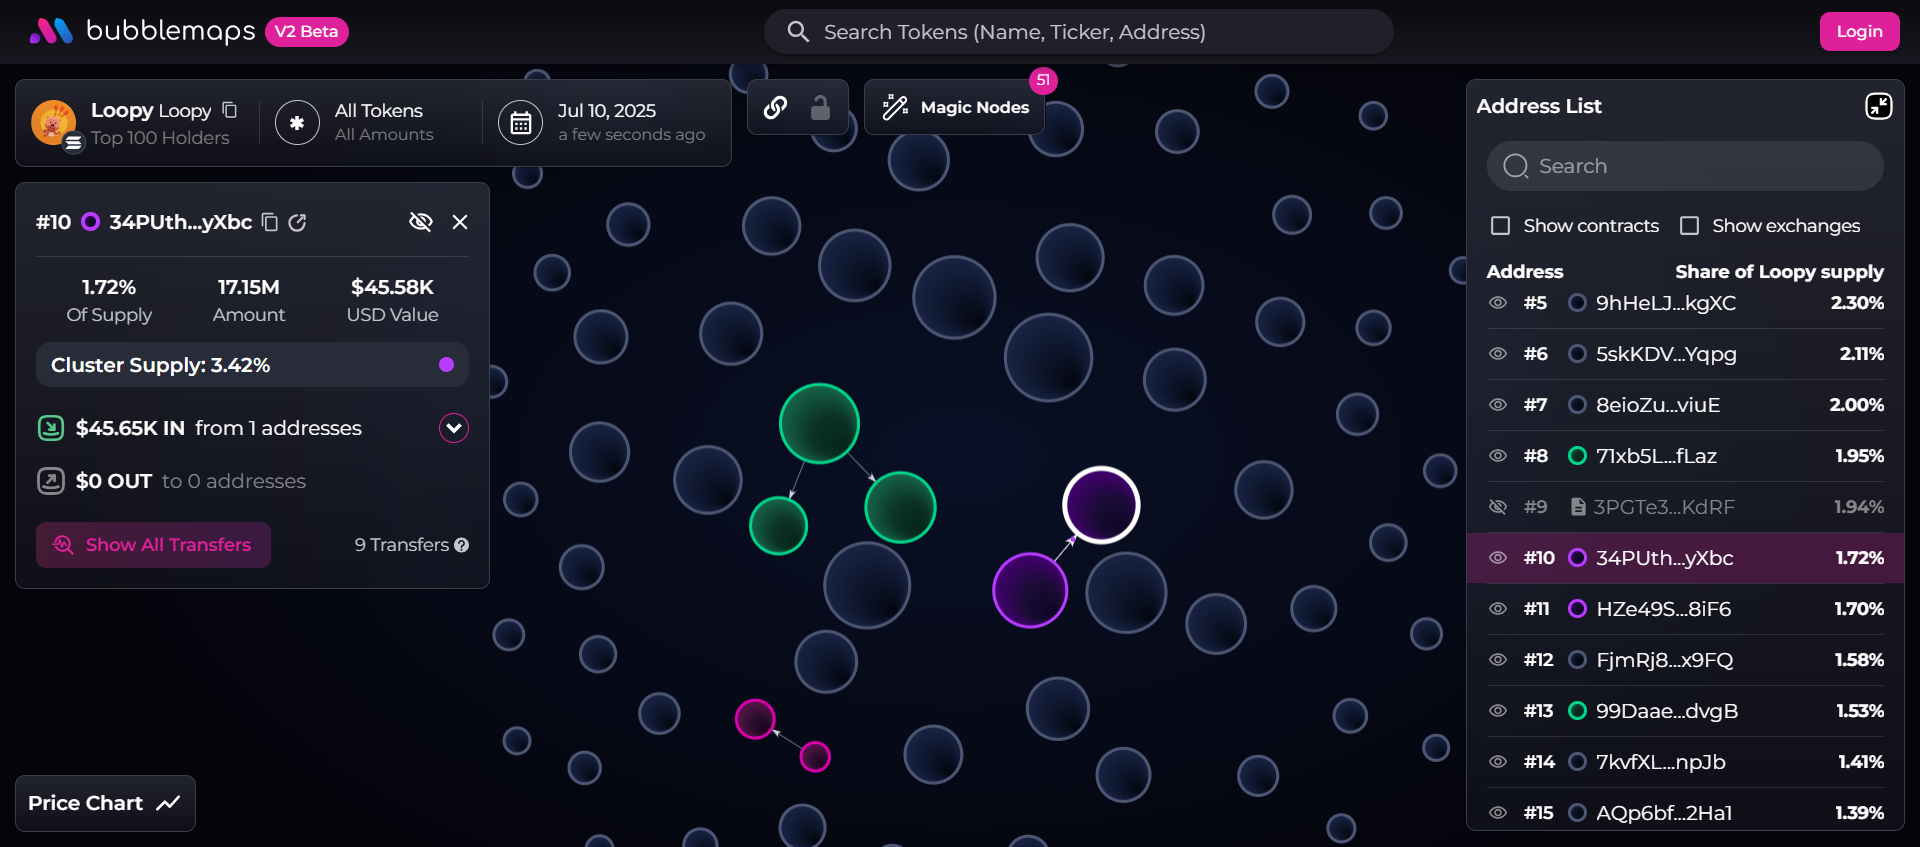 bubblemaps V2 Beta
Search Tokens (Name, Ticker, Address)
Login
Loopy Loopy
Top 100 Holders
All Tokens
All Amounts
Jul 10, 2025
a few seconds ago
Magic Nodes
51
#10 34PUth...yXbc
1.72%
Of Supply
17.15M
Amount
$45.58K
USD Value
Cluster Supply: 3.42%
$45.65K IN from 1 addresses
$0 OUT to 0 addresses
Show All Transfers
9 Transfers
Price Chart
Address List
Search
Show contracts
Show exchanges
Address Share of Loopy supply
#5 9hHeLJ...kgXC 2.30%
#6 5skKDV...Yqpg 2.11%
#7 8eioZu...viuE 2.00%
#8 71xb5L...fLaz 1.95%
#9 3PGTe3...KdRF 1.94%
#10 34PUth...yXbc 1.72%
#11 HZe49S...8iF6 1.70%
#12 FjmRj8...x9FQ 1.58%
#13 99Daae...dvgB 1.53%
#14 7kvfXL...npJb 1.41%
#15 AQp6bf...2Ha1 1.39%